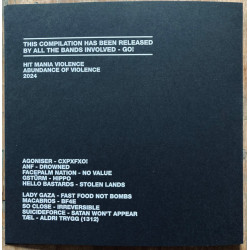 THIS COMPILATION HAS BEEN RELEASED
BY ALL THE BANDS INVOLVED - GO!
HIT MANIA VIOLENCE
ABUNDANCE OF VIOLENCE
2024
AGONISER - CXPXFXO!
ANF - DROWNED
FACEPALM NATION - NO VALUE
GSTÜRM - HIPPO
HELLO BASTARDS - STOLEN LANDS
LADY GAZA - FAST FOOD NOT BOMBS
MACABROS - BF4E
SO CLOSE - IRREVERSIBLE
SUICIDEFORCE - SATAN WON'T APPEAR
TÆL - ALDRI TRYGG (1312)